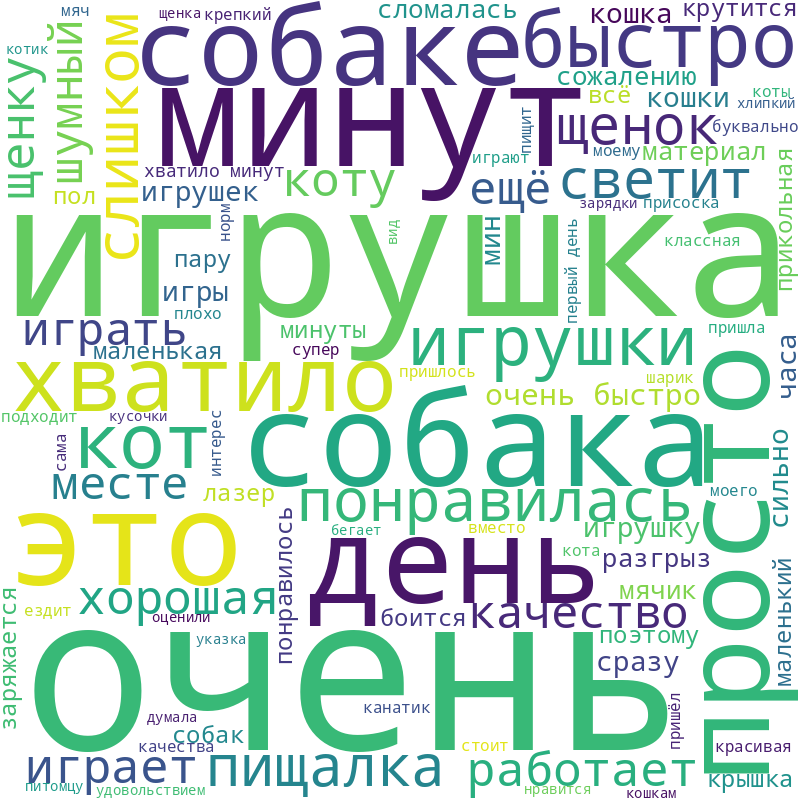 мяч
щенка
крепкий
сломалась
кошка
крутится
котик
собаке
быстро
щенку
шумный
слишком
минут
сожалению
всё
кошки
коты
хлипкий
пищит
щенок
буквально
играют
моему
материал
хватило минут
пол
игрушек
коту
ещё
светит
зарядки
присоска
прикольная
игрушка
норм
вид
мин
первый день
классная
пару
игры
плохо
играть
минуты
игрушки
пришла
часа
маленькая
супер
хватило
пришлось
шарик
очень быстро
просто
подходит
кусочки
интерес
сама
кот
собака
сильно
месте
лазер
понравилась
моего
это
понравилось
бегает
день
вместо
игрушку
кота
разгрыз
маленький
заряжается
ездит
хорошая
оценили
боится
качество
мячик
указка
поэтому
очень
сразу
канатик
пришёл
думала
собак
качества
стоит
красивая
играет
пищалка
работает
крышка
питомцу
удовольствием
нравится
кошкам